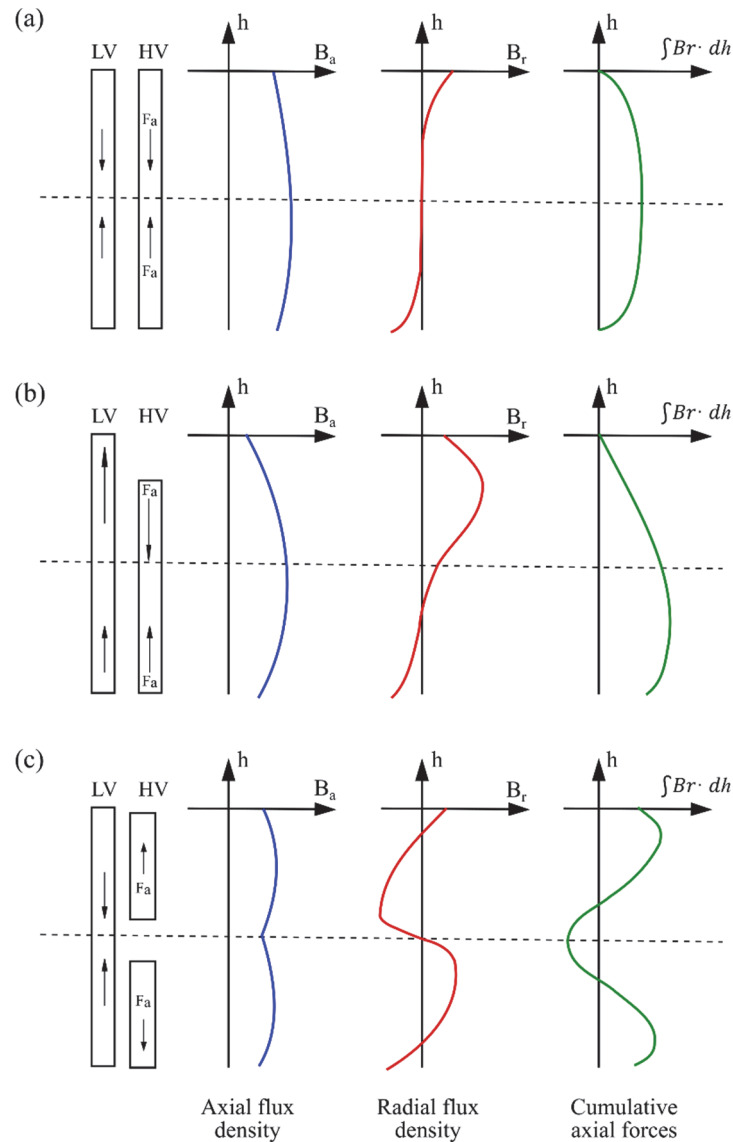 (a)
h
h
h
LV
HV
Ba
Br
∫Br· dh
Fa
Fa
(b)
h
h
h
LV
HV
Ba
Br
∫Br· dh
Fa
Fa
(c)
h
h
h
LV
HV
Ba
Br
∫Br· dh
Fa
Fa
Axial flux
density
Radial flux
density
Cumulative
axial forces